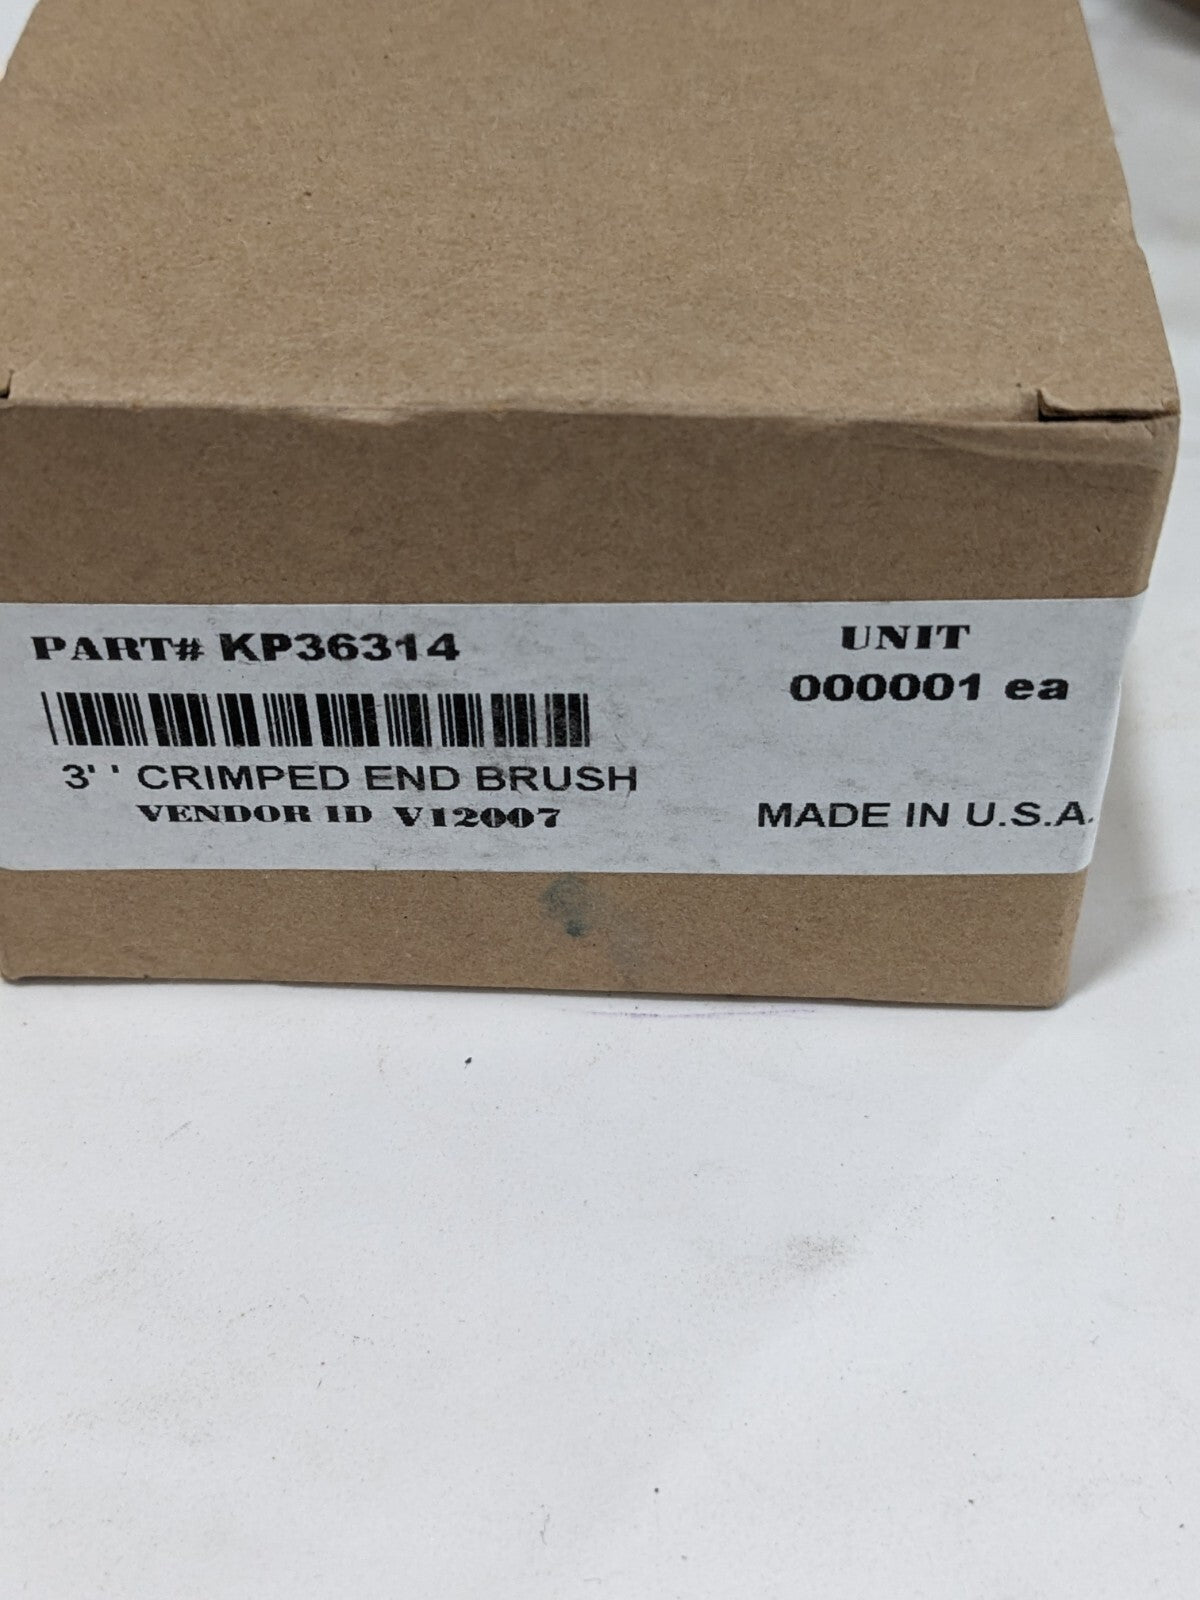 PART# KP36314
UNIT
000001 ea
3' ' CRIMPED END BRUSH
VENDOR ID V12007
MADE IN U.S.A.